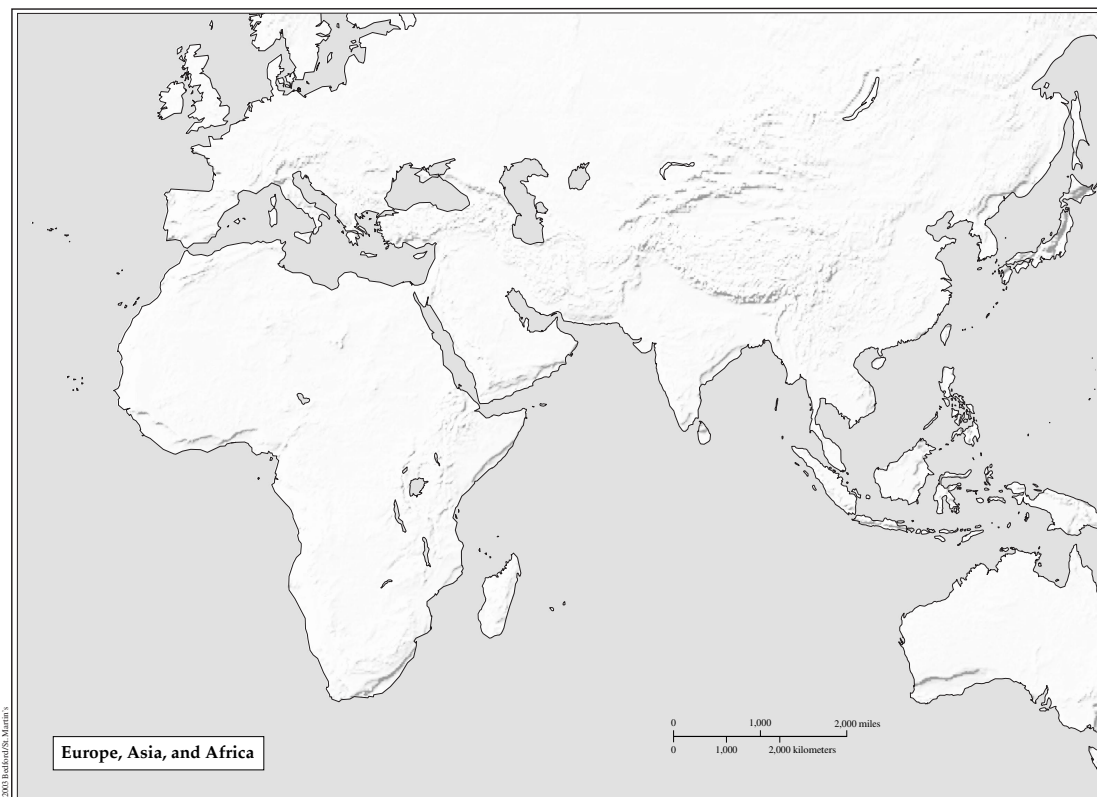 Europe, Asia, and Africa
0 1,000 2,000 miles
0 1,000 2,000 kilometers
2003 Bedford/St. Martin's